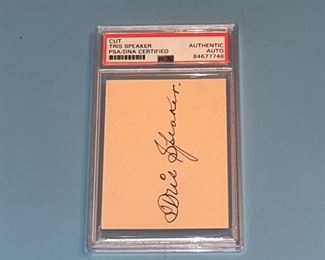 CUT
TRIS SPEAKER
PSA/DNA CERTIFIED
AUTHENTIC
AUTO
84677746
Tris Speaker.